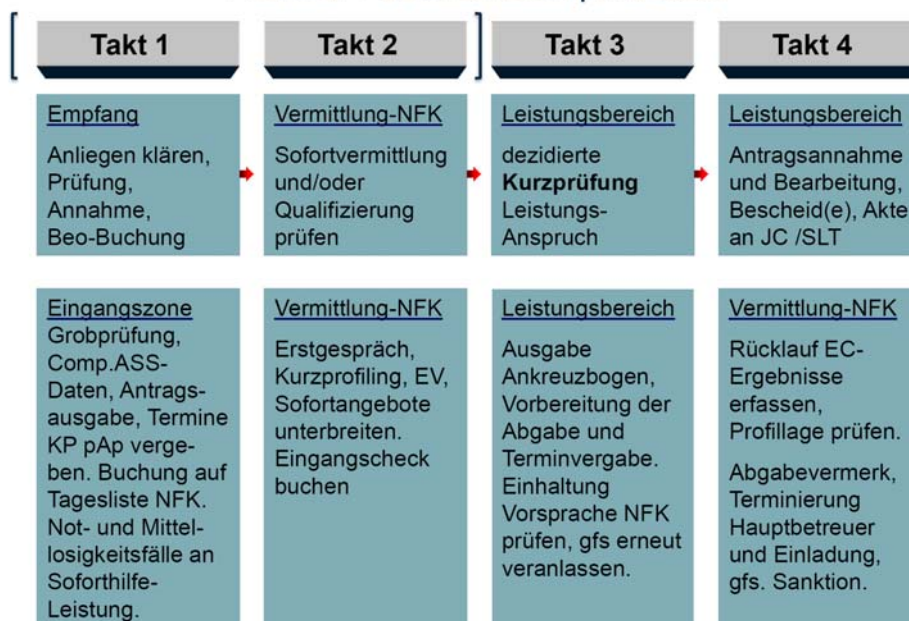 Takt 1
Takt 2
Takt 3
Takt 4
Empfang
Anliegen klären,
Prüfung,
Annahme,
Beo-Buchung
Vermittlung-NFK
Sofortvermittlung
und/oder
Qualifizierung
prüfen
Leistungsbereich
dezidierte
Kurzprüfung
Leistungs-
Anspruch
Leistungsbereich
Antragsannahme
und Bearbeitung,
Bescheid(e), Akte
an JC /SLT
Eingangszone
Grobprüfung,
Comp.ASS-
Daten, Antrags-
ausgabe, Termine
KP pAp verge-
ben. Buchung auf
Tagesliste NFK.
Not- und Mittel-
losigkeitsfälle an
Soforthilfe-
Leistung.
Vermittlung-NFK
Erstgespräch,
Kurzprofiling, EV,
Sofortangebote
unterbreiten.
Eingangscheck
buchen
Leistungsbereich
Ausgabe
Ankreuzbogen,
Vorbereitung der
Abgabe und
Terminvergabe.
Einhaltung
Vorsprache NFK
prüfen, gfs erneut
veranlassen.
Vermittlung-NFK
Rücklauf EC-
Ergebnisse
erfassen,
Profillage prüfen.
Abgabevermerk,
Terminierung
Hauptbetreuer
und Einladung,
gfs. Sanktion.